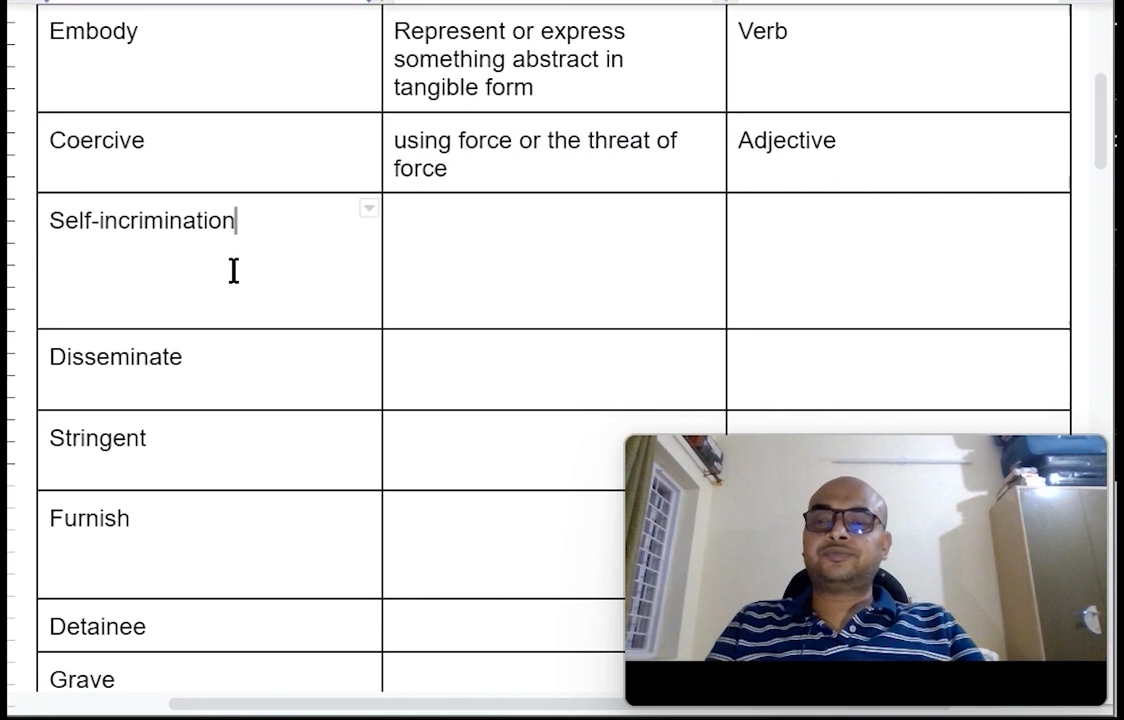 Embody
Represent or express
something abstract in
tangible form
Verb
Coercive
using force or the threat of
force
Adjective
Self-incrimination
Disseminate
Stringent
Furnish
Detainee
Grave